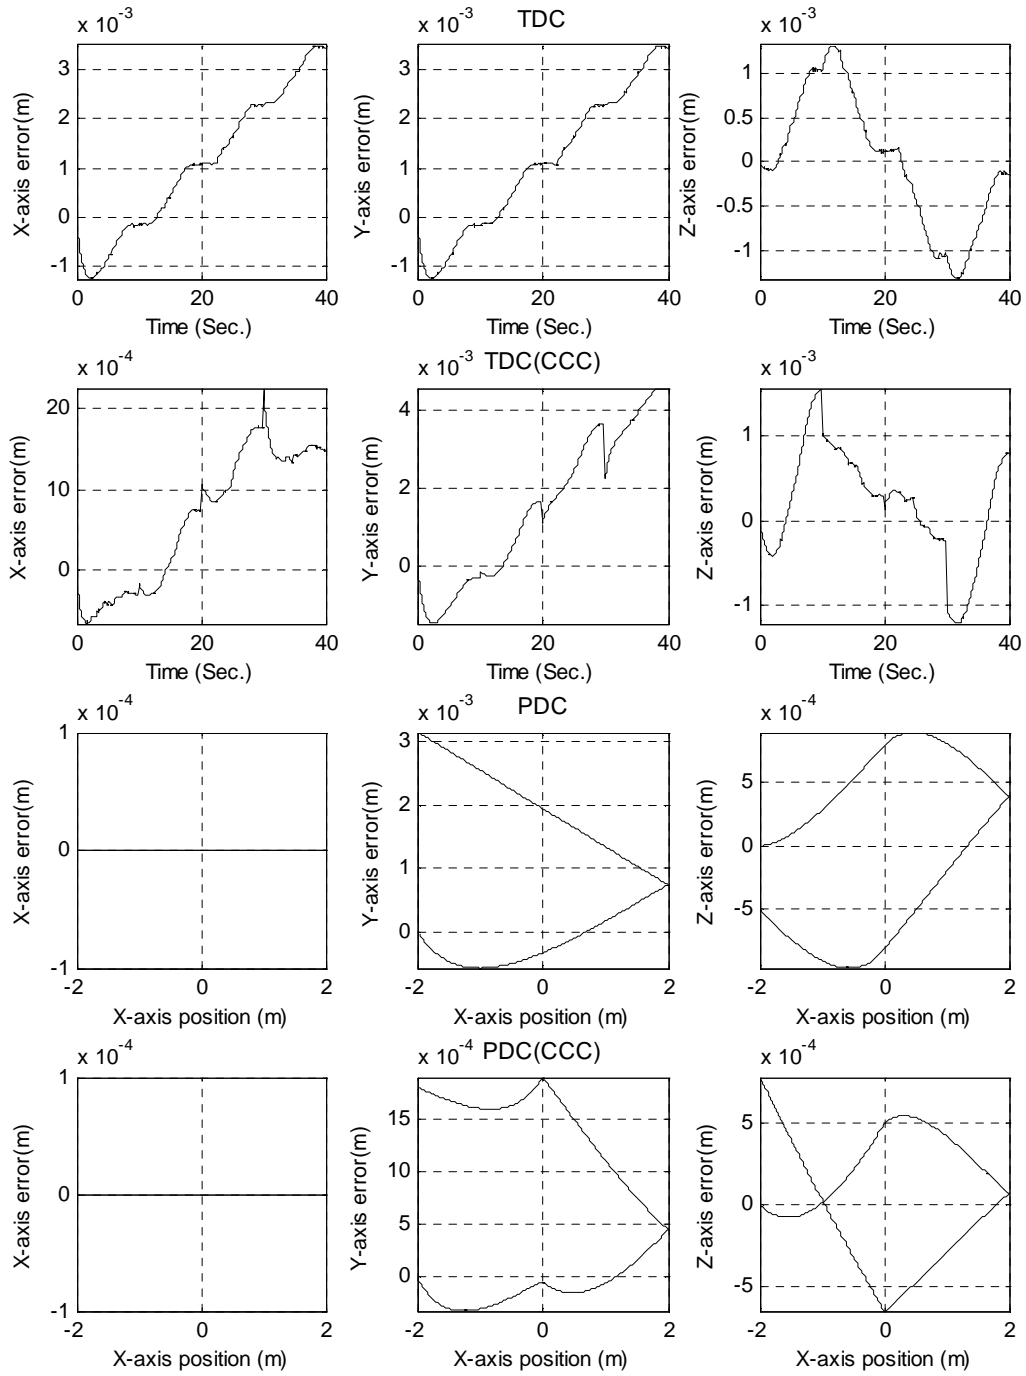 x 10^-3
x 10^-3
TDC
x 10^-3
X-axis error(m)
3
2
1
0
-1
0
20
40
Time (Sec.)
Y-axis error(m)
3
2
1
0
-1
0
20
40
Time (Sec.)
Z-axis error(m)
1
0.5
0
-0.5
-1
0
20
40
Time (Sec.)
x 10^-4
x 10^-3
TDC(CCC)
x 10^-3
X-axis error(m)
20
10
0
0
20
40
Time (Sec.)
Y-axis error(m)
4
2
0
0
20
40
Time (Sec.)
Z-axis error(m)
1
0
-1
0
20
40
Time (Sec.)
x 10^-4
x 10^-3
PDC
x 10^-4
X-axis error(m)
1
0
-1
-2
0
2
X-axis position (m)
Y-axis error(m)
3
2
1
0
-2
0
2
X-axis position (m)
Z-axis error(m)
5
0
-5
-2
0
2
X-axis position (m)
x 10^-4
x 10^-4
PDC(CCC)
x 10^-4
X-axis error(m)
1
0
-1
-2
0
2
X-axis position (m)
Y-axis error(m)
15
10
5
0
-2
0
2
X-axis position (m)
Z-axis error(m)
5
0
-5
-2
0
2
X-axis position (m)